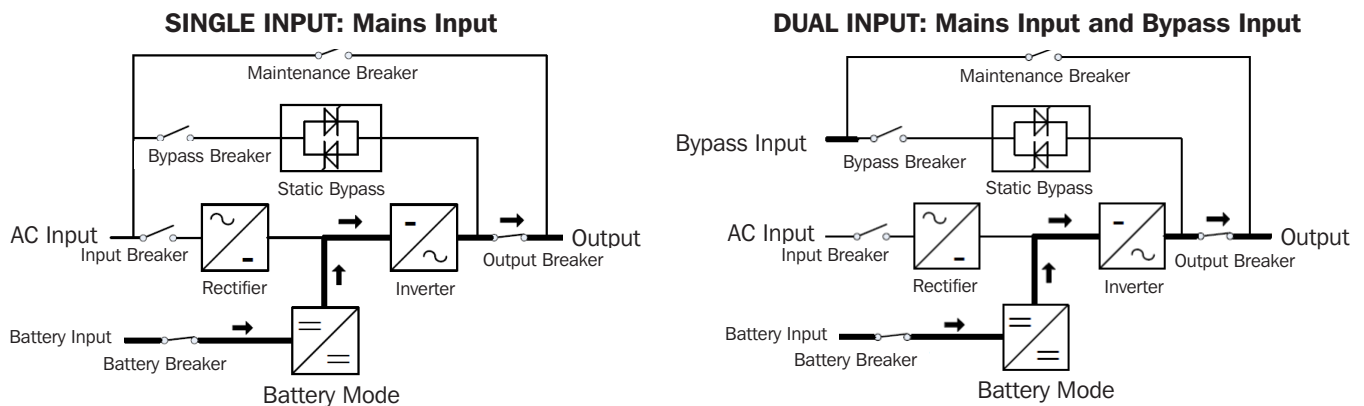 SINGLE INPUT: Mains Input
Maintenance Breaker
Bypass Breaker
Static Bypass
AC Input
Input Breaker
Rectifier
Inverter
Output
Output Breaker
Battery Input
Battery Breaker
Battery Mode
DUAL INPUT: Mains Input and Bypass Input
Maintenance Breaker
Bypass Input
Bypass Breaker
Static Bypass
AC Input
Input Breaker
Rectifier
Inverter
Output
Output Breaker
Battery Input
Battery Breaker
Battery Mode